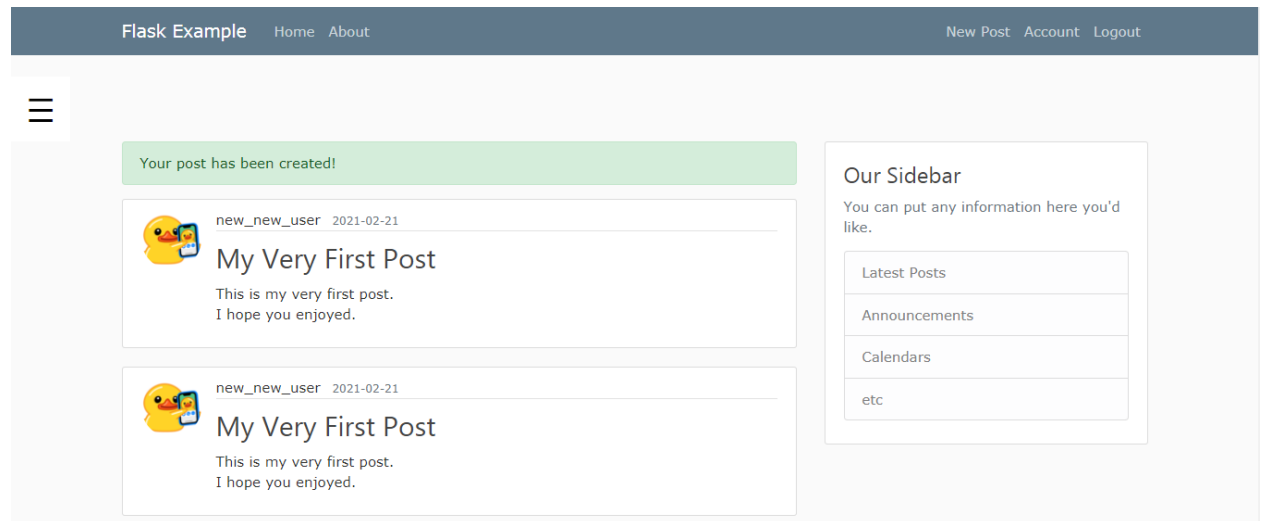 Flask Example Home About New Post Account Logout
☰
Your post has been created!
new_new_user 2021-02-21
My Very First Post
This is my very first post.
I hope you enjoyed.
new_new_user 2021-02-21
My Very First Post
This is my very first post.
I hope you enjoyed.
Our Sidebar
You can put any information here you'd
like.
Latest Posts
Announcements
Calendars
etc